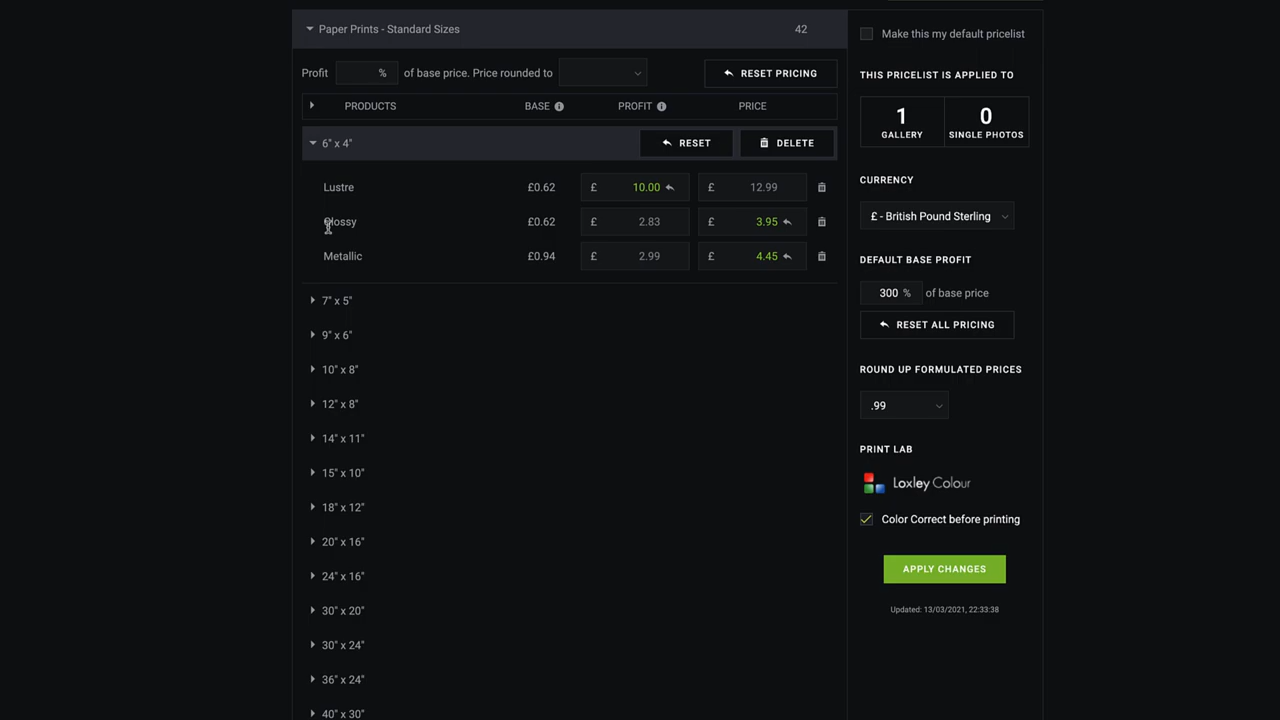 Paper Prints - Standard Sizes 42
Profit % of base price. Price rounded to RESET PRICING
PRODUCTS BASE PROFIT PRICE
6" x 4" RESET DELETE
Lustre £0.62 £ 10.00 £ 12.99
Glossy £0.62 £ 2.83 £ 3.95
Metallic £0.94 £ 2.99 £ 4.45
7" x 5"
9" x 6"
10" x 8"
12" x 8"
14" x 11"
15" x 10"
18" x 12"
20" x 16"
24" x 16"
30" x 20"
30" x 24"
36" x 24"
40" x 30"
Make this my default pricelist
THIS PRICELIST IS APPLIED TO
1 0
GALLERY SINGLE PHOTOS
CURRENCY
£ - British Pound Sterling
DEFAULT BASE PROFIT
300 % of base price
RESET ALL PRICING
ROUND UP FORMULATED PRICES
.99
PRINT LAB
Loxley Colour
Color Correct before printing
APPLY CHANGES
Updated: 13/03/2021, 22:33:38